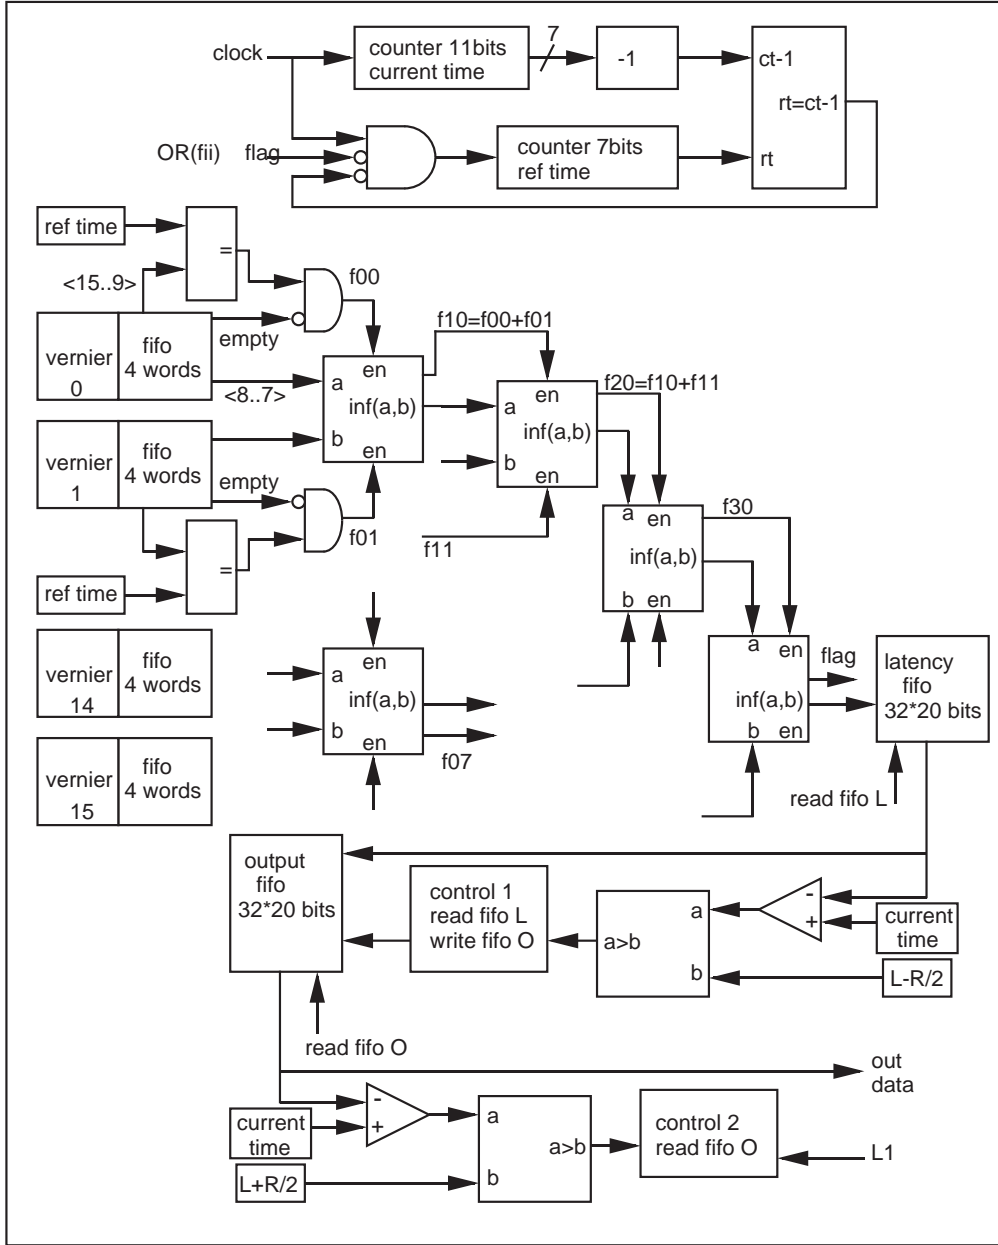 7
clock
counter 11bits
current time
-1
ct-1
rt=ct-1
OR(fii)
flag
counter 7bits
ref time
rt
ref time
=
<15..9>
f00
vernier
0
fifo
4 words
empty
<8..7>
en
a
inf(a,b)
b
en
f10=f00+f01
en
a
inf(a,b)
b
en
f20=f10+f11
vernier
1
fifo
4 words
empty
f01
f11
=
ref time
a
en
inf(a,b)
b
en
f30
vernier
14
fifo
4 words
en
a
inf(a,b)
b
en
f07
a
en
inf(a,b)
b
en
flag
latency
fifo
32*20 bits
vernier
15
fifo
4 words
read fifo L
output
fifo
32*20 bits
control 1
read fifo L
write fifo O
a
a>b
b
-
+
current
time
L-R/2
read fifo O
out
data
-
+
current
time
L+R/2
a
a>b
b
control 2
read fifo O
L1